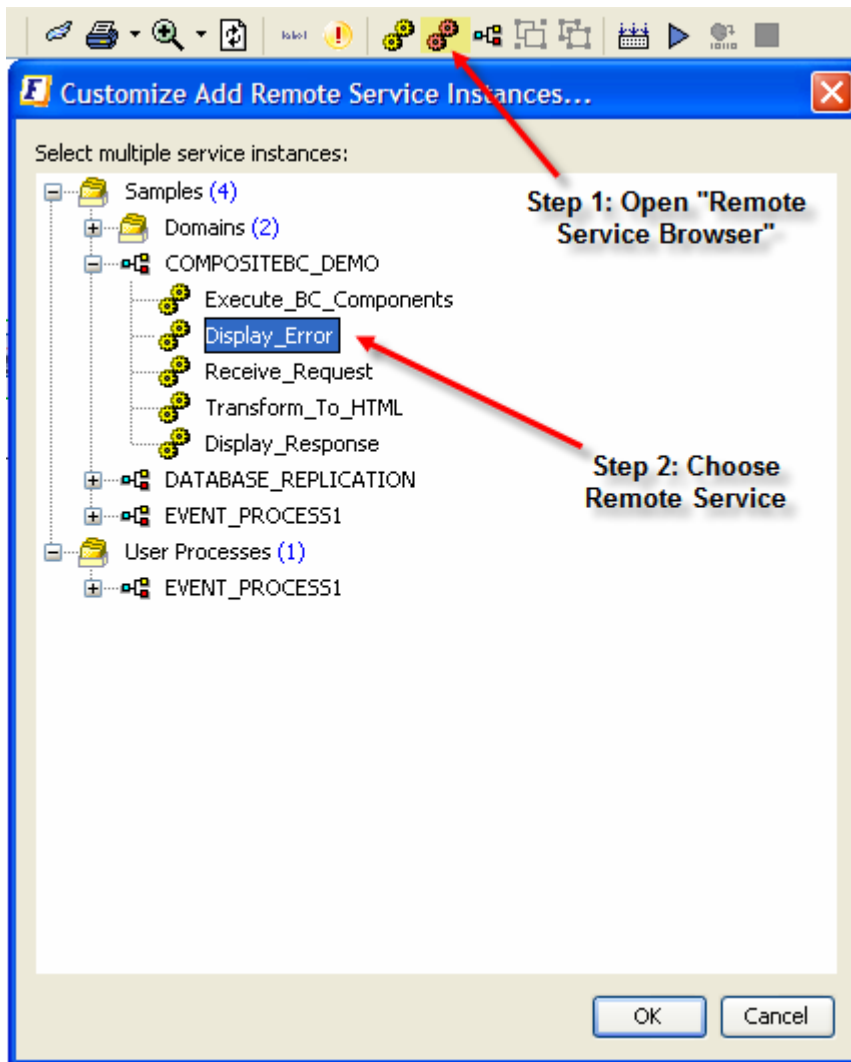 label
Customize Add Remote Service Instances...
Select multiple service instances:
Samples (4)
Step 1: Open "Remote
Service Browser"
Domains (2)
COMPOSITEBC_DEMO
Execute_BC_Components
Display_Error
Receive_Request
Transform_To_HTML
Display_Response
Step 2: Choose
Remote Service
DATABASE_REPLICATION
EVENT_PROCESS1
User Processes (1)
EVENT_PROCESS1
OK
Cancel